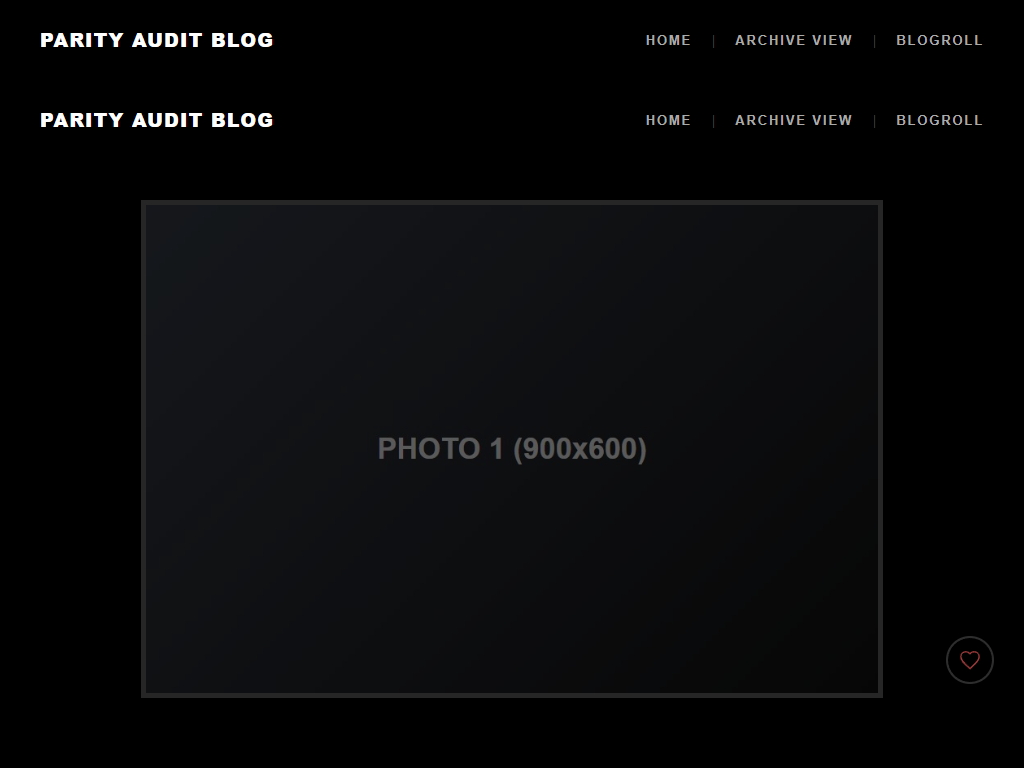 PARITY AUDIT BLOG
HOME | ARCHIVE VIEW | BLOGROLL
PARITY AUDIT BLOG
HOME | ARCHIVE VIEW | BLOGROLL
PHOTO 1 (900x600)